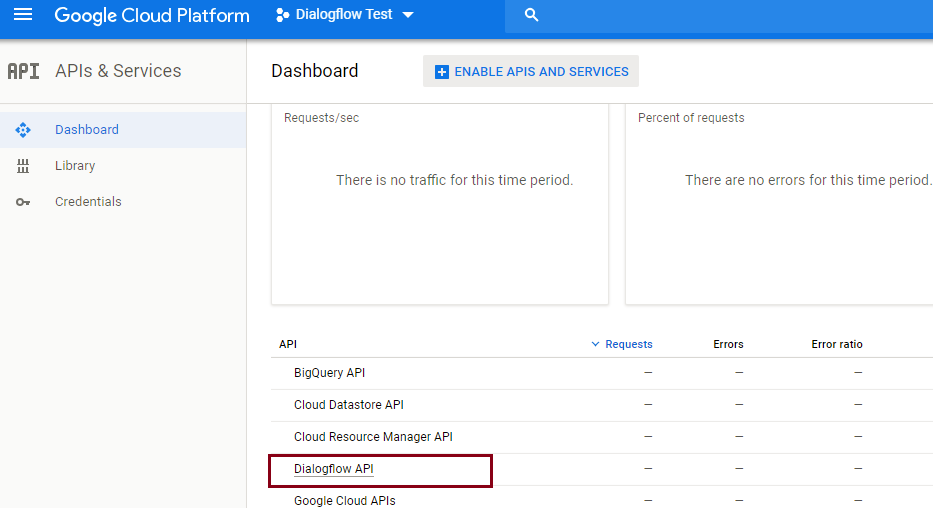 Google Cloud Platform Dialogflow Test
API APIs & Services Dashboard ENABLE APIS AND SERVICES
Dashboard
Library
Credentials
Requests/sec
There is no traffic for this time period.
Percent of requests
There are no errors for this time period.
API Requests Errors Error ratio
BigQuery API — — —
Cloud Datastore API — — —
Cloud Resource Manager API — — —
Dialogflow API — — —
Google Cloud APIs — — —